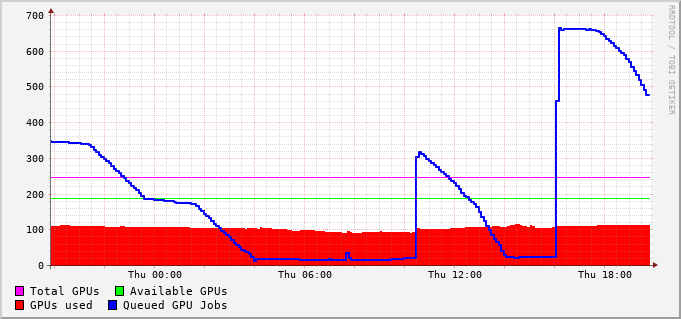 700
600
500
400
300
200
100
0
Thu 00:00 Thu 06:00 Thu 12:00 Thu 18:00
Total GPUs Available GPUs
GPUs used Queued GPU Jobs
RRDTOOL / TOBI OETIKER